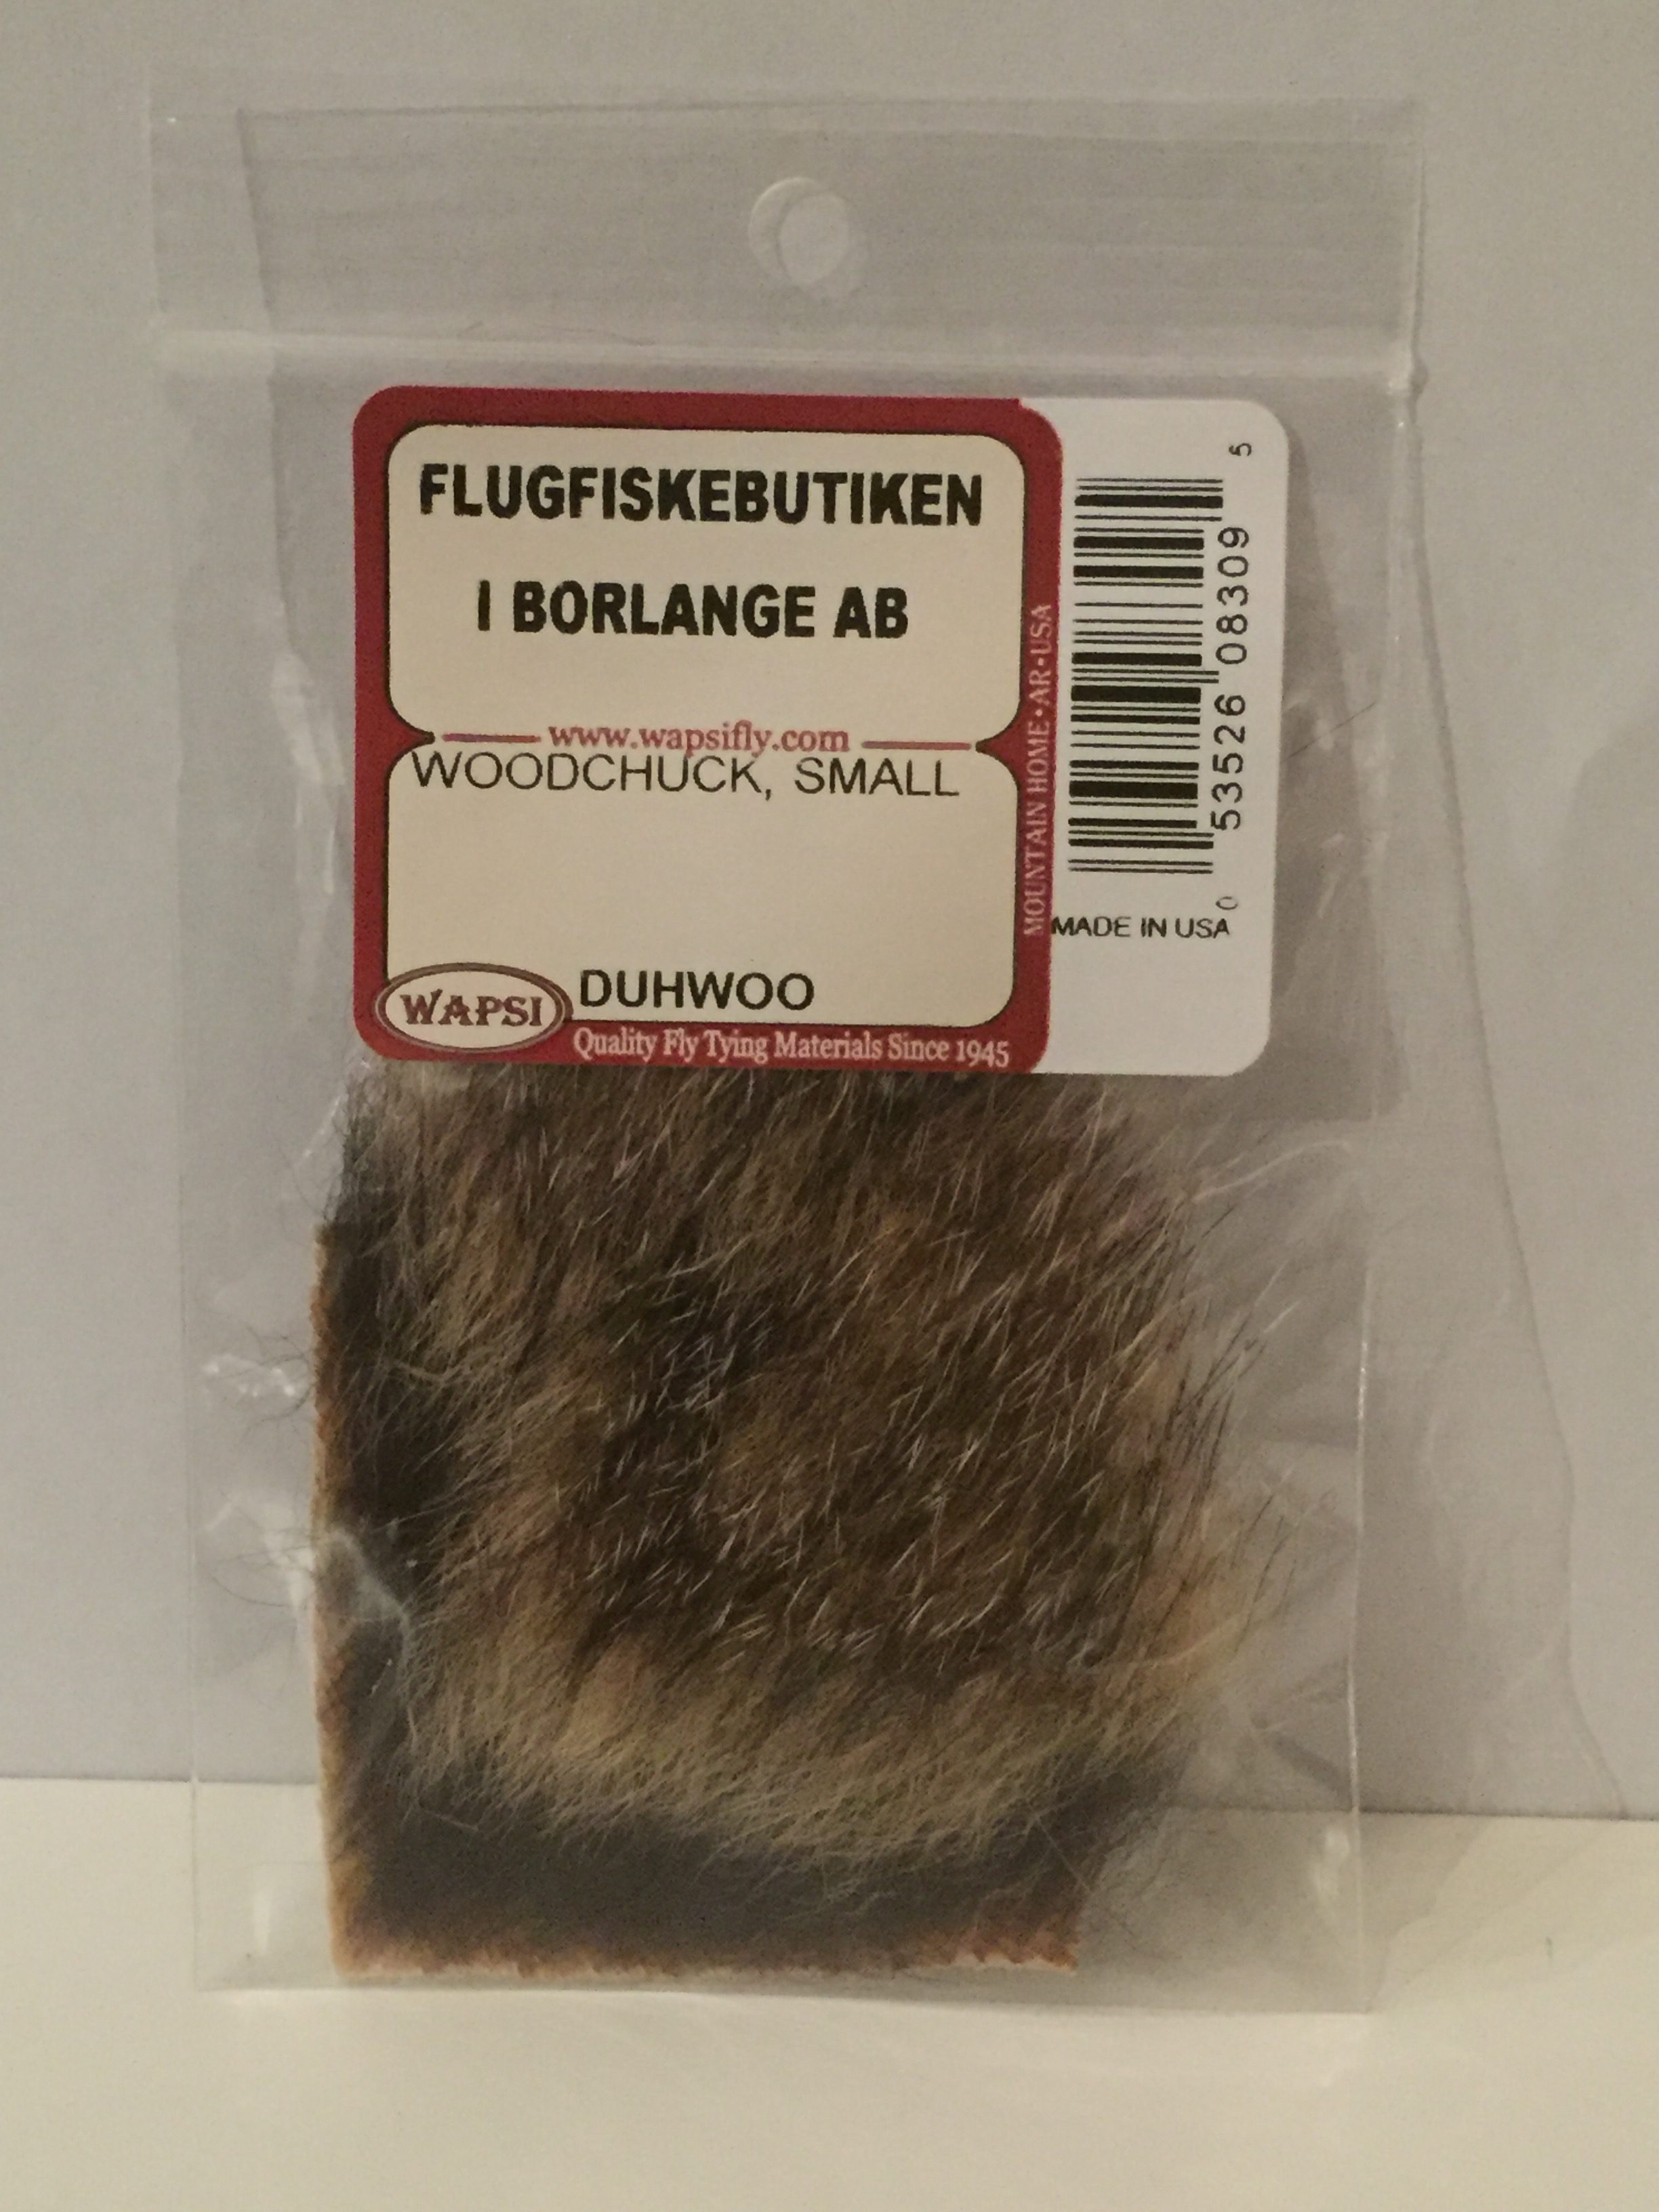 FLUGFISKEBUTIKEN
I BORLANGE AB
www.wapsifly.com
WOODCHUCK, SMALL
WAPSI
DUHWOO
Quality Fly Tying Materials Since 1945
MOUNTAIN HOME•AR•USA
0 53526 08309 5
MADE IN USA